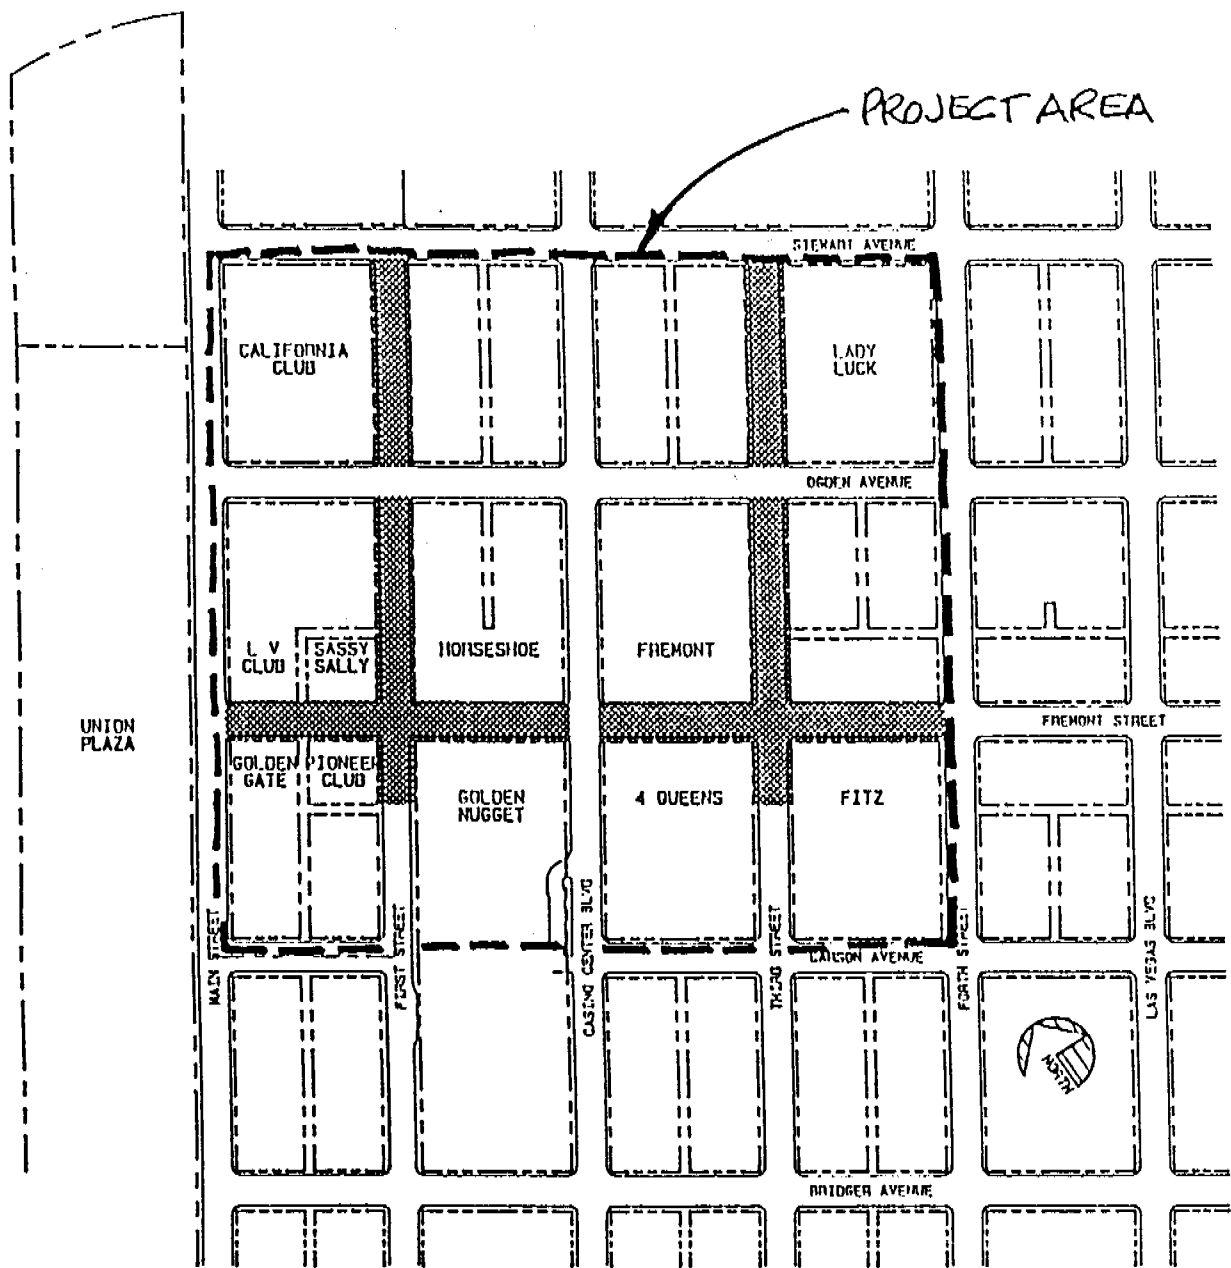 PROJECT AREA
STEWART AVENUE
CALIFORNIA
CLUB
LADY
LUCK
OGDEN AVENUE
L V
CLUB
SASSY
SALLY
HORSESHOE
FREMONT
UNION
PLAZA
FREMONT STREET
GOLDEN
GATE
PIONEER
CLUB
GOLDEN
NUGGET
4 QUEENS
FITZ
MAIN STREET
FIRST STREET
CASINO CENTER BLVD
THIRD STREET
CARSON AVENUE
FORTH STREET
LAS VEGAS BLVD
NORTH
BRIDGER AVENUE